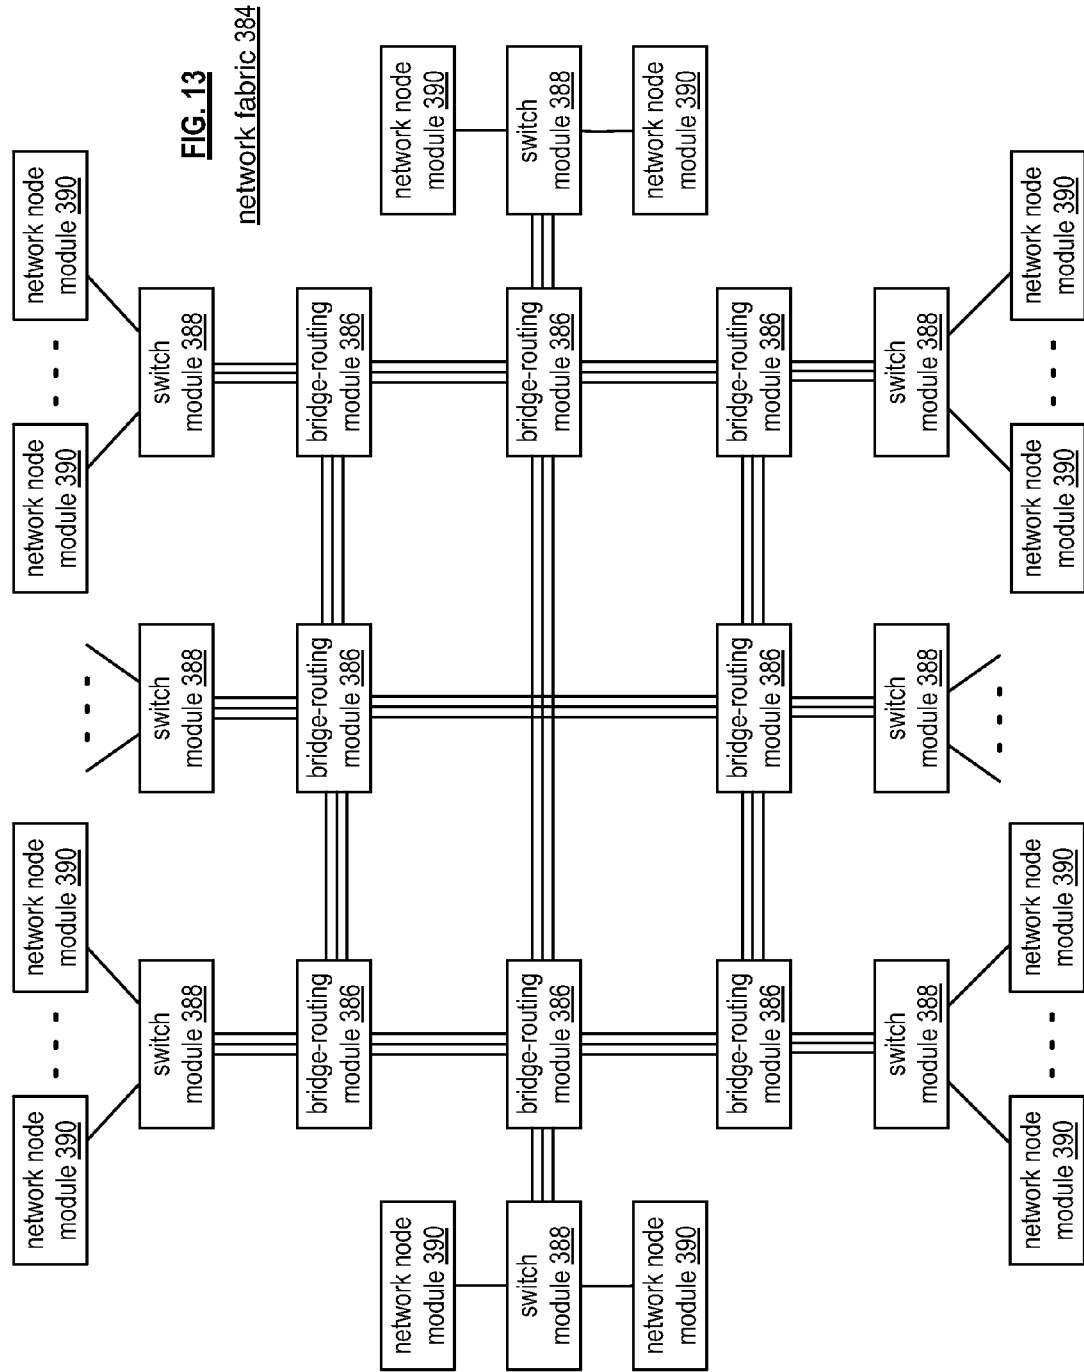 network node
module 390
network node
module 390
network node
module 390
network node
module 390
switch
module 388
switch
module 388
switch
module 388
FIG. 13
network fabric 384
bridge-routing
module 386
bridge-routing
module 386
bridge-routing
module 386
network node
module 390
network node
module 390
switch
module 388
bridge-routing
module 386
bridge-routing
module 386
switch
module 388
network node
module 390
network node
module 390
bridge-routing
module 386
bridge-routing
module 386
bridge-routing
module 386
switch
module 388
switch
module 388
switch
module 388
network node
module 390
network node
module 390
network node
module 390
network node
module 390